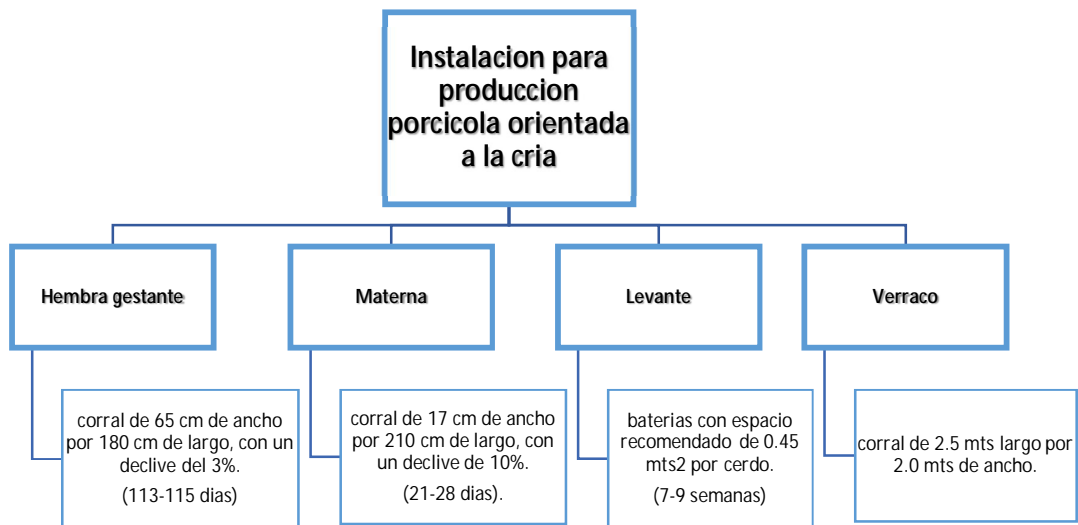 Instalacion para
produccion
porcicola orientada
a la cria
Hembra gestante
Materna
Levante
Verraco
corral de 65 cm de ancho
por 180 cm de largo, con un
declive del 3%.
(113-115 dias)
corral de 17 cm de ancho
por 210 cm de largo, con
un declive de 10%.
(21-28 dias).
baterias con espacio
recomendado de 0.45
mts2 por cerdo.
(7-9 semanas)
corral de 2.5 mts largo por
2.0 mts de ancho.